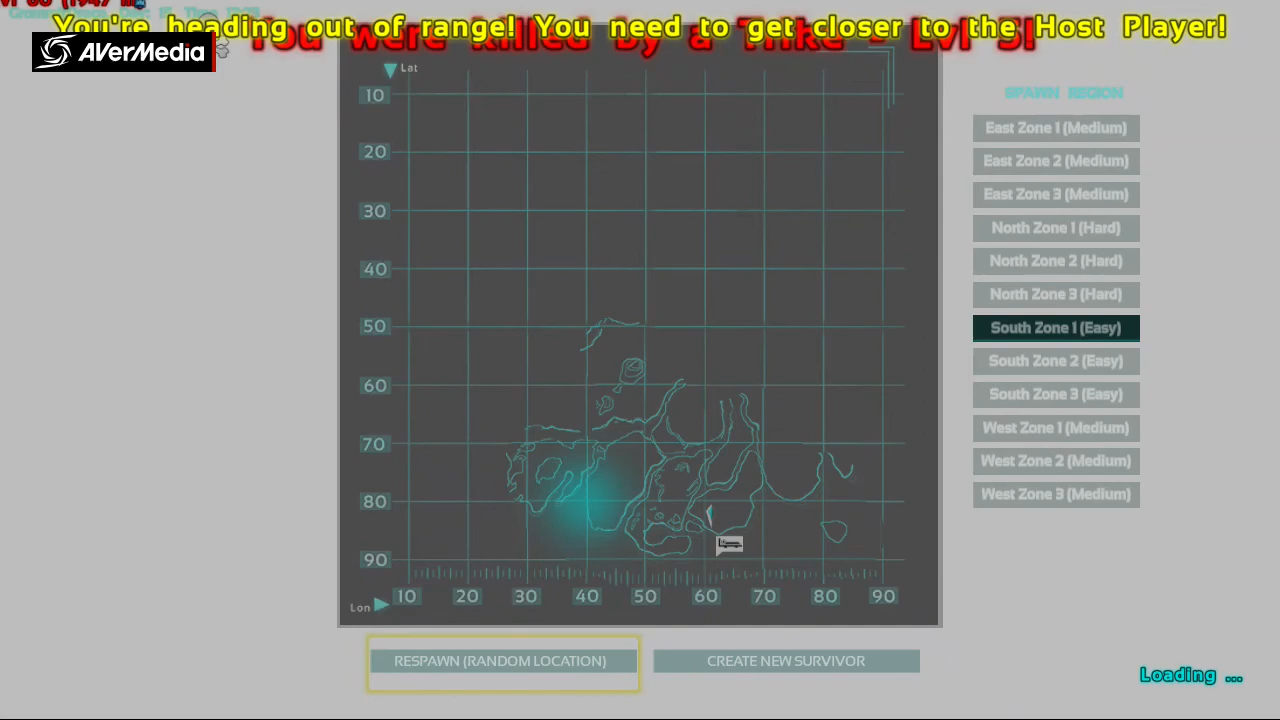 You're heading out of range! You need to get closer to the Host Player!
You were killed by a Trike - Lvl 3!
AVerMedia
Lat
10
20
30
40
50
60
70
80
90
Lon
10 20 30 40 50 60 70 80 90
SPAWN REGION
East Zone 1 (Medium)
East Zone 2 (Medium)
East Zone 3 (Medium)
North Zone 1 (Hard)
North Zone 2 (Hard)
North Zone 3 (Hard)
South Zone 1 (Easy)
South Zone 2 (Easy)
South Zone 3 (Easy)
West Zone 1 (Medium)
West Zone 2 (Medium)
West Zone 3 (Medium)
RESPAWN (RANDOM LOCATION)
CREATE NEW SURVIVOR
Loading ...